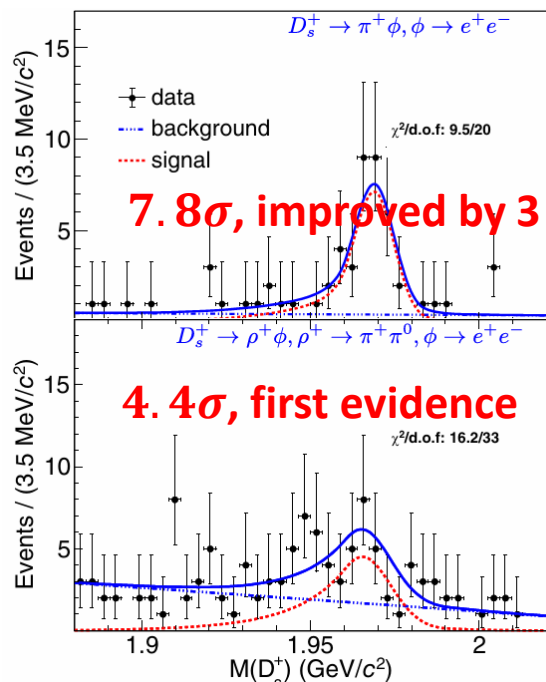 D_s^+ → π^+ϕ, ϕ → e^+e^-
15
data
background
χ²/d.o.f: 9.5/20
signal
10
7.8σ, improved by 3
5
Events / (3.5 MeV/c²)
D_s^+ → ρ^+ϕ, ρ^+ → π^+π^0, ϕ → e^+e^-
15
4.4σ, first evidence
χ²/d.o.f: 16.2/33
10
5
Events / (3.5 MeV/c²)
1.9 1.95 2
M(D_s^+) (GeV/c²)